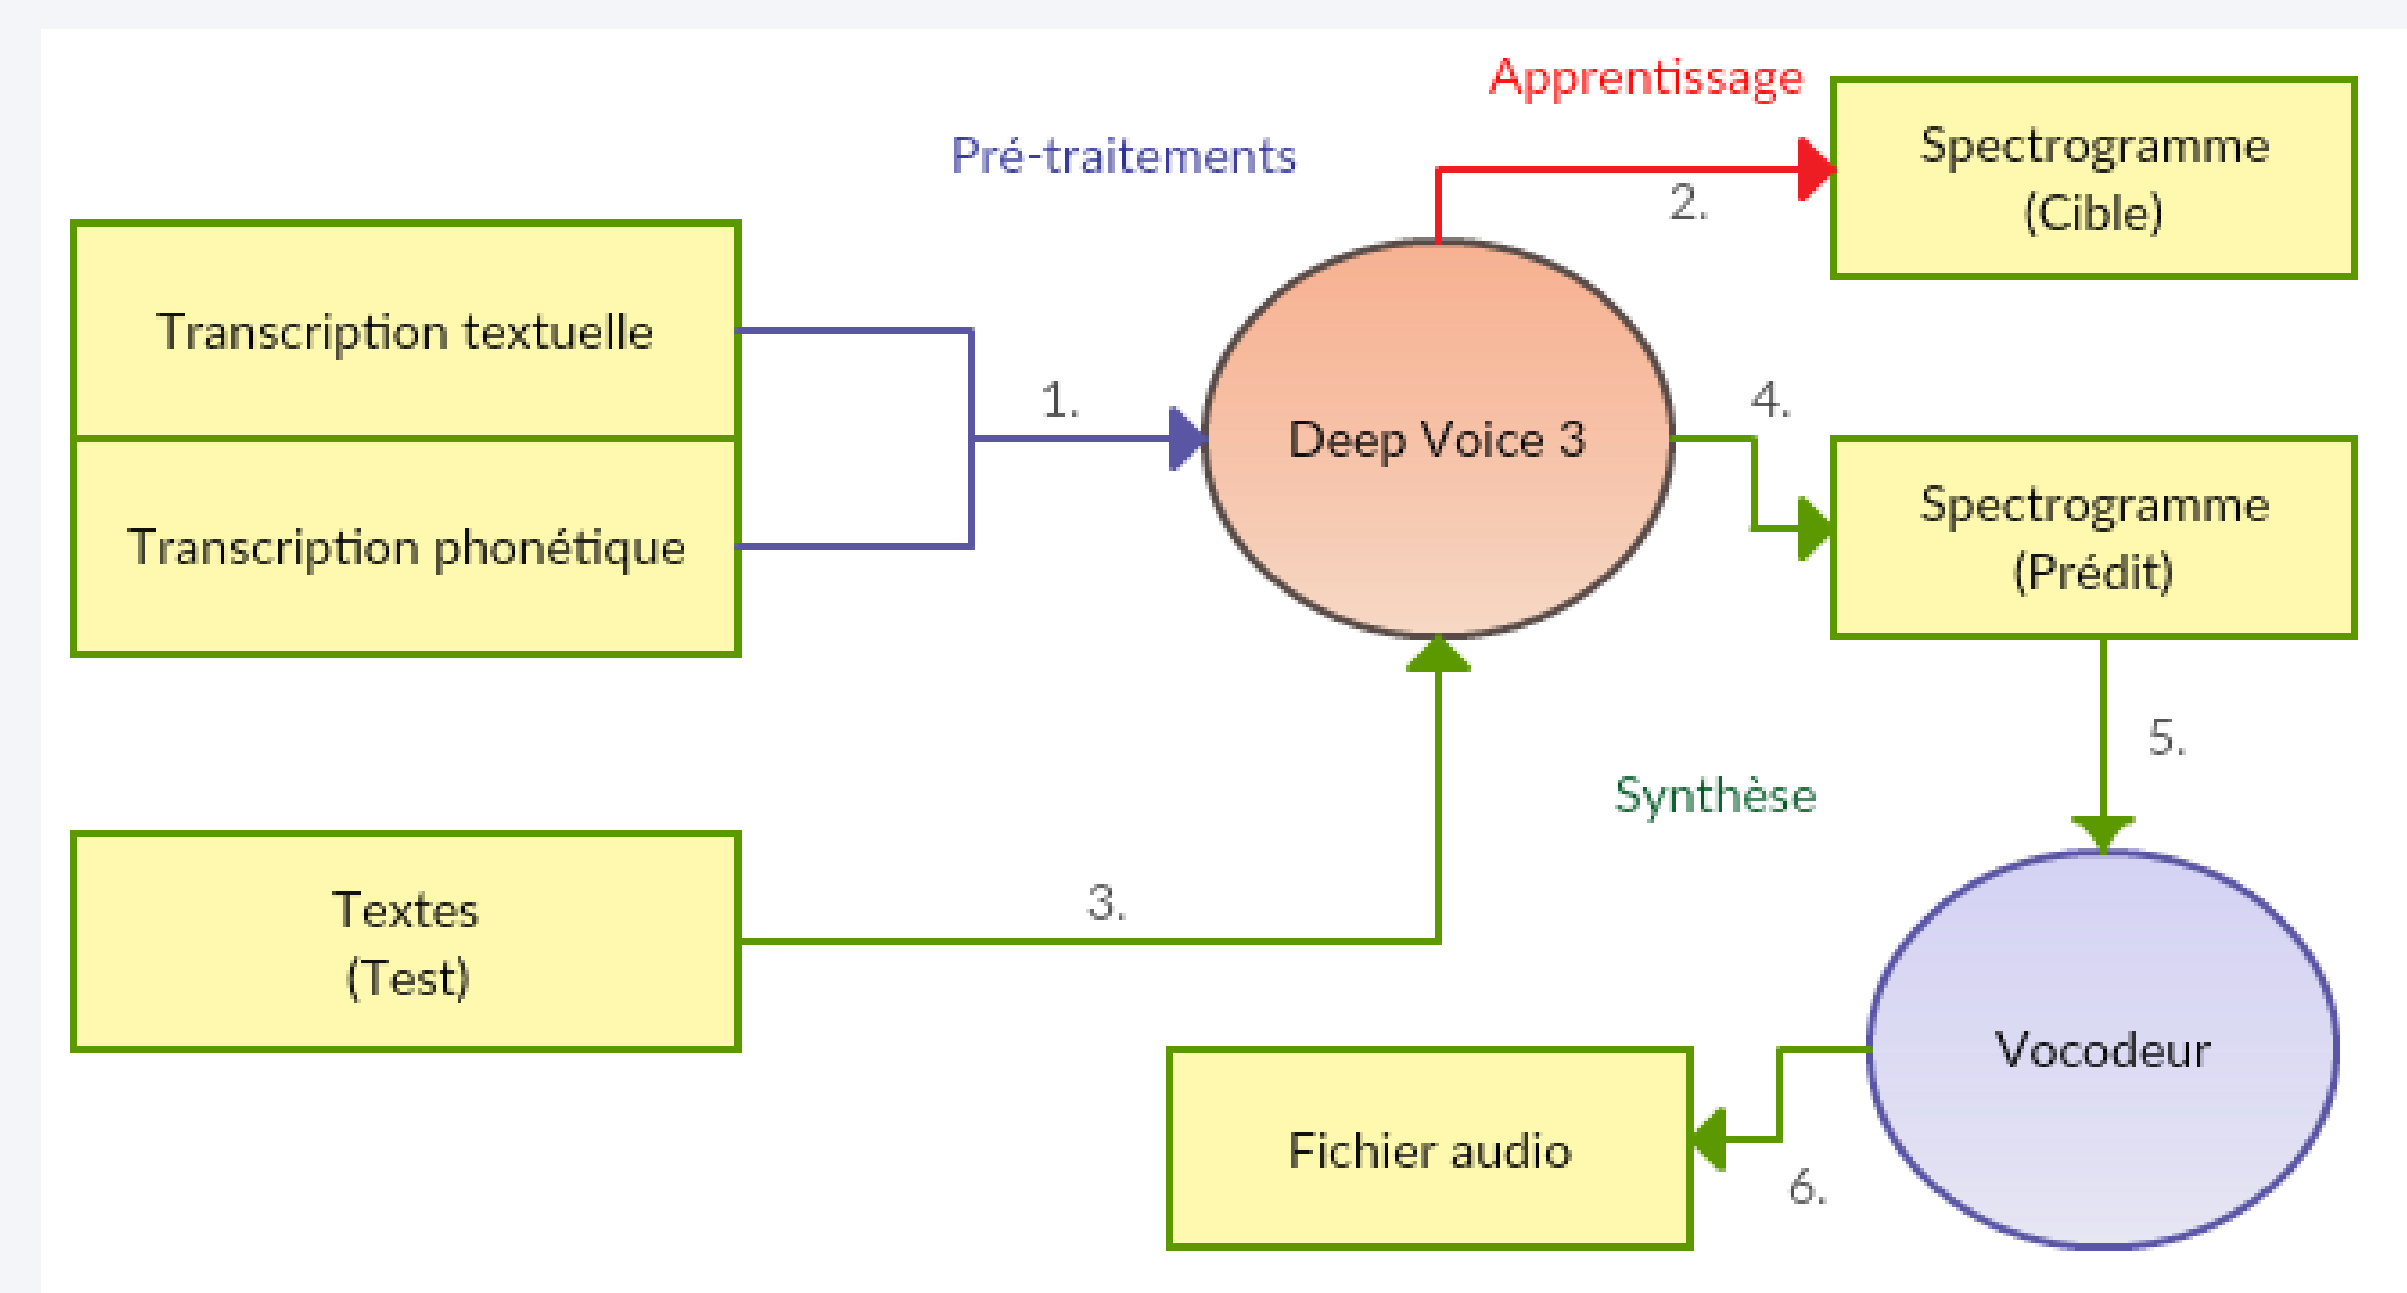 Apprentissage
Pré-traitements
Spectrogramme
(Cible)
2.
Transcription textuelle
1.
4.
Deep Voice 3
Spectrogramme
(Prédit)
Transcription phonétique
5.
Synthèse
Textes
(Test)
3.
Vocodeur
Fichier audio
6.